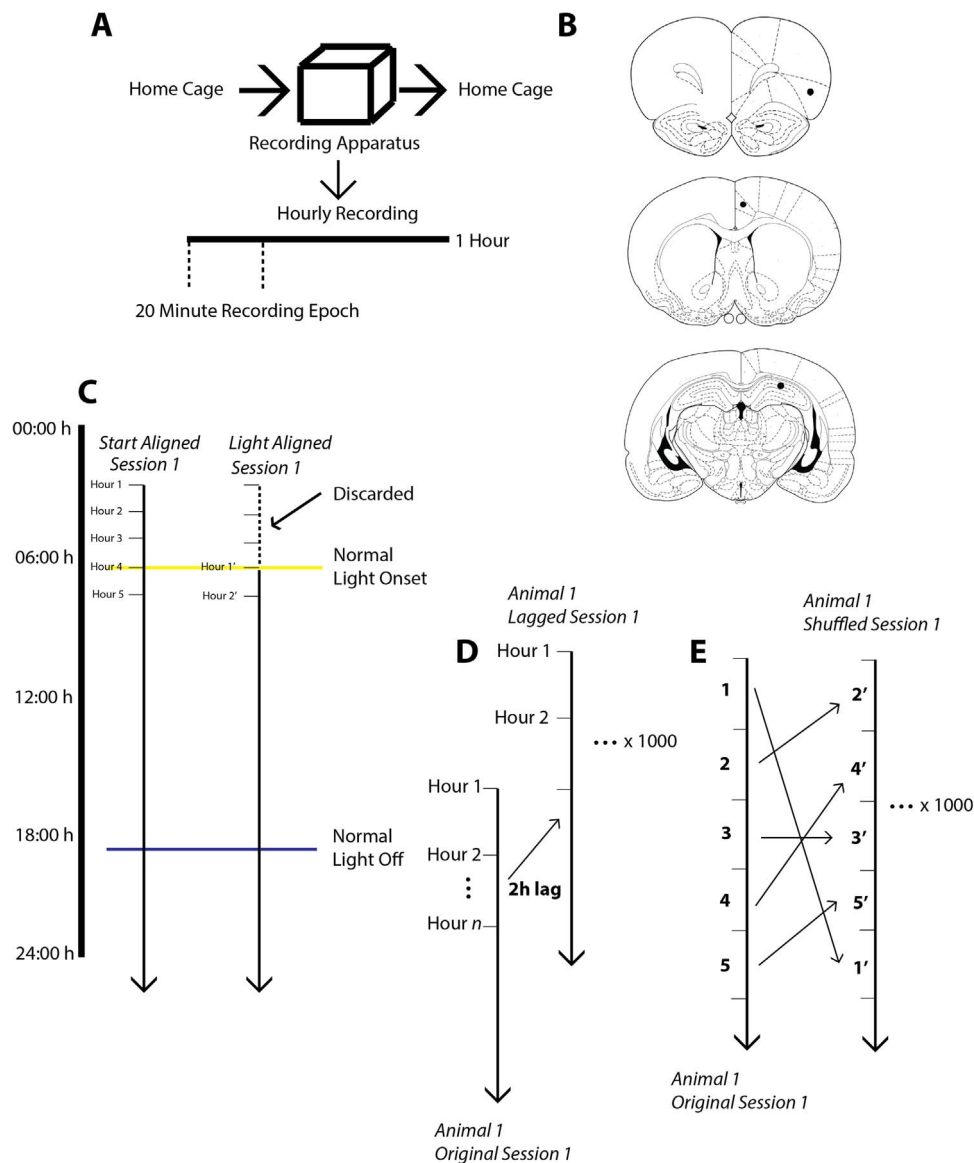 A
Home Cage
Home Cage
Recording Apparatus
Hourly Recording
1 Hour
20 Minute Recording Epoch
B
C
00:00 h
06:00 h
12:00 h
18:00 h
24:00 h
Start Aligned
Session 1
Hour 1
Hour 2
Hour 3
Hour 4
Hour 5
Light Aligned
Session 1
Hour 1'
Hour 2'
Discarded
Normal
Light Onset
Normal
Light Off
D
Animal 1
Lagged Session 1
Hour 1
Hour 2
••• x 1000
Hour 1
Hour 2
Hour n
2h lag
Animal 1
Original Session 1
E
Animal 1
Shuffled Session 1
1
2
3
4
5
2'
4'
3'
5'
1'
••• x 1000
Animal 1
Original Session 1